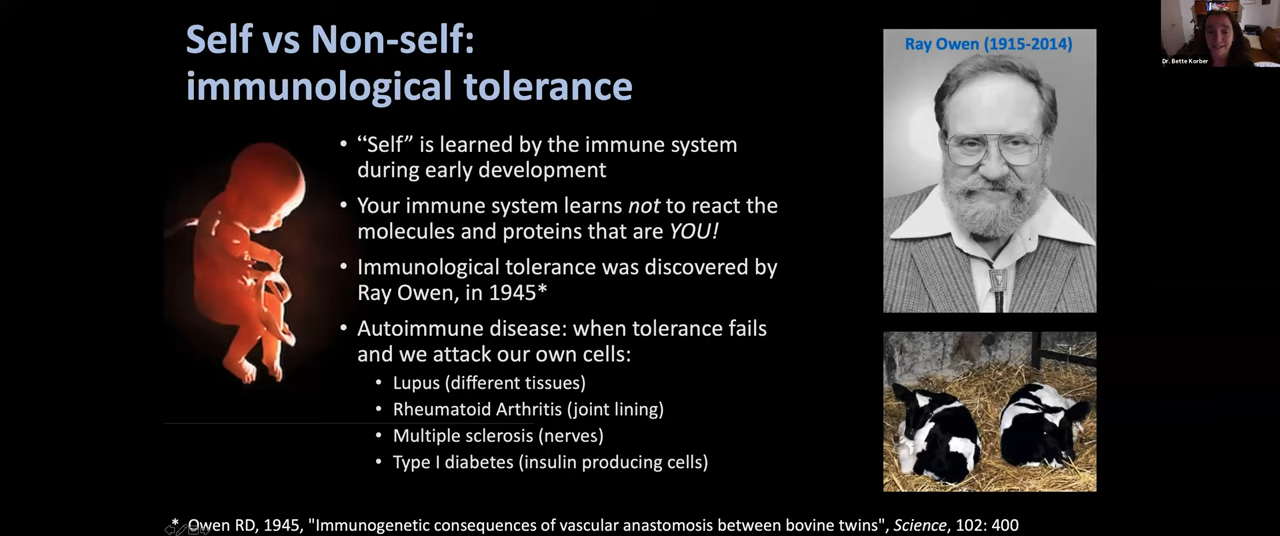 Self vs Non-self:
immunological tolerance
Ray Owen (1915-2014)
Dr. Bette Korber
• “Self” is learned by the immune system
during early development
• Your immune system learns not to react the
molecules and proteins that are YOU!
• Immunological tolerance was discovered by
Ray Owen, in 1945*
• Autoimmune disease: when tolerance fails
and we attack our own cells:
• Lupus (different tissues)
• Rheumatoid Arthritis (joint lining)
• Multiple sclerosis (nerves)
• Type I diabetes (insulin producing cells)
* Owen RD, 1945, "Immunogenetic consequences of vascular anastomosis between bovine twins", Science, 102: 400